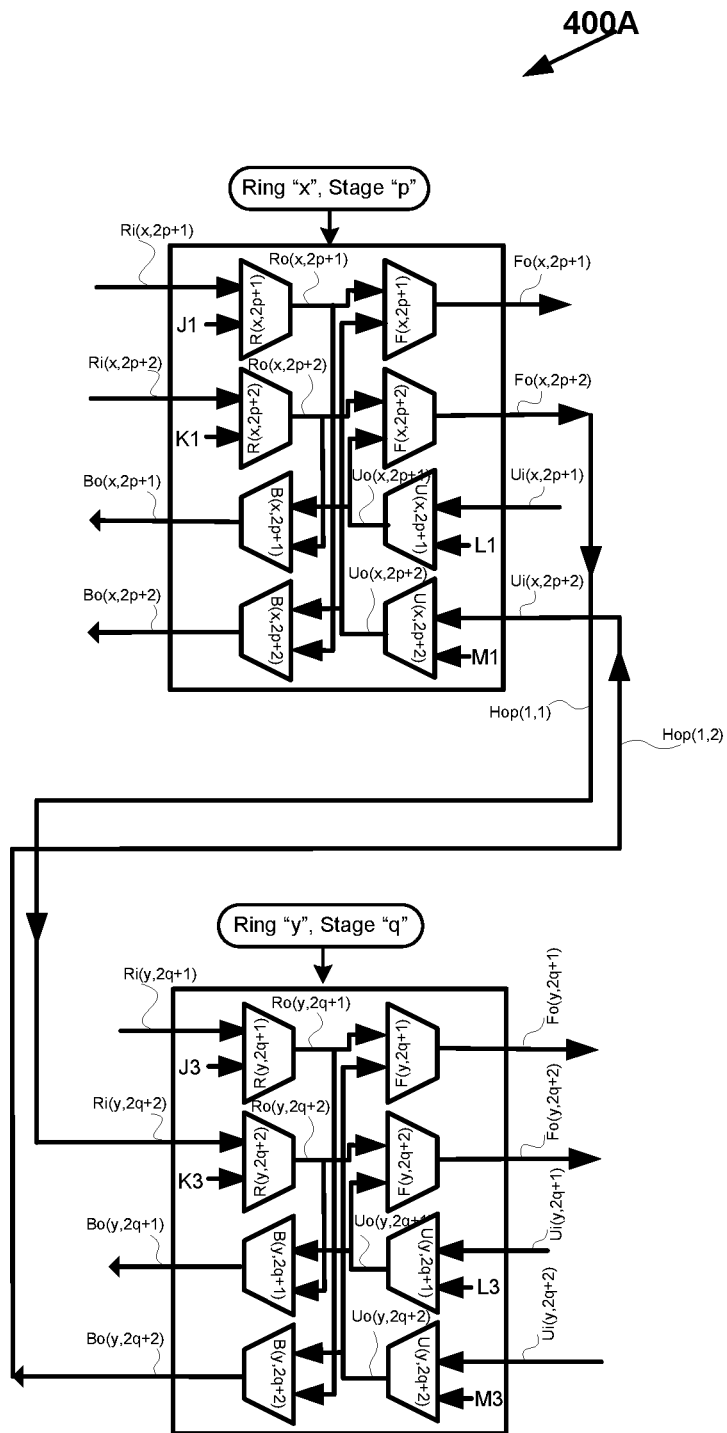 400A
Ring “x”, Stage “p”
Ri(x,2p+1)
Ro(x,2p+1)
Fo(x,2p+1)
R(x,2p+1)
F(x,2p+1)
J1
Ri(x,2p+2)
Ro(x,2p+2)
Fo(x,2p+2)
R(x,2p+2)
F(x,2p+2)
K1
Bo(x,2p+1)
Uo(x,2p+1)
Ui(x,2p+1)
B(x,2p+1)
U(x,2p+1)
L1
Bo(x,2p+2)
Uo(x,2p+2)
Ui(x,2p+2)
B(x,2p+2)
U(x,2p+2)
M1
Hop(1,1)
Hop(1,2)
Ring “y”, Stage “q”
Ri(y,2q+1)
Ro(y,2q+1)
Fo(y,2q+1)
R(y,2q+1)
F(y,2q+1)
J3
Ri(y,2q+2)
Ro(y,2q+2)
Fo(y,2q+2)
R(y,2q+2)
F(y,2q+2)
K3
Bo(y,2q+1)
Uo(y,2q+1)
Ui(y,2q+1)
B(y,2q+1)
U(y,2q+1)
L3
Bo(y,2q+2)
Uo(y,2q+2)
Ui(y,2q+2)
B(y,2q+2)
U(y,2q+2)
M3